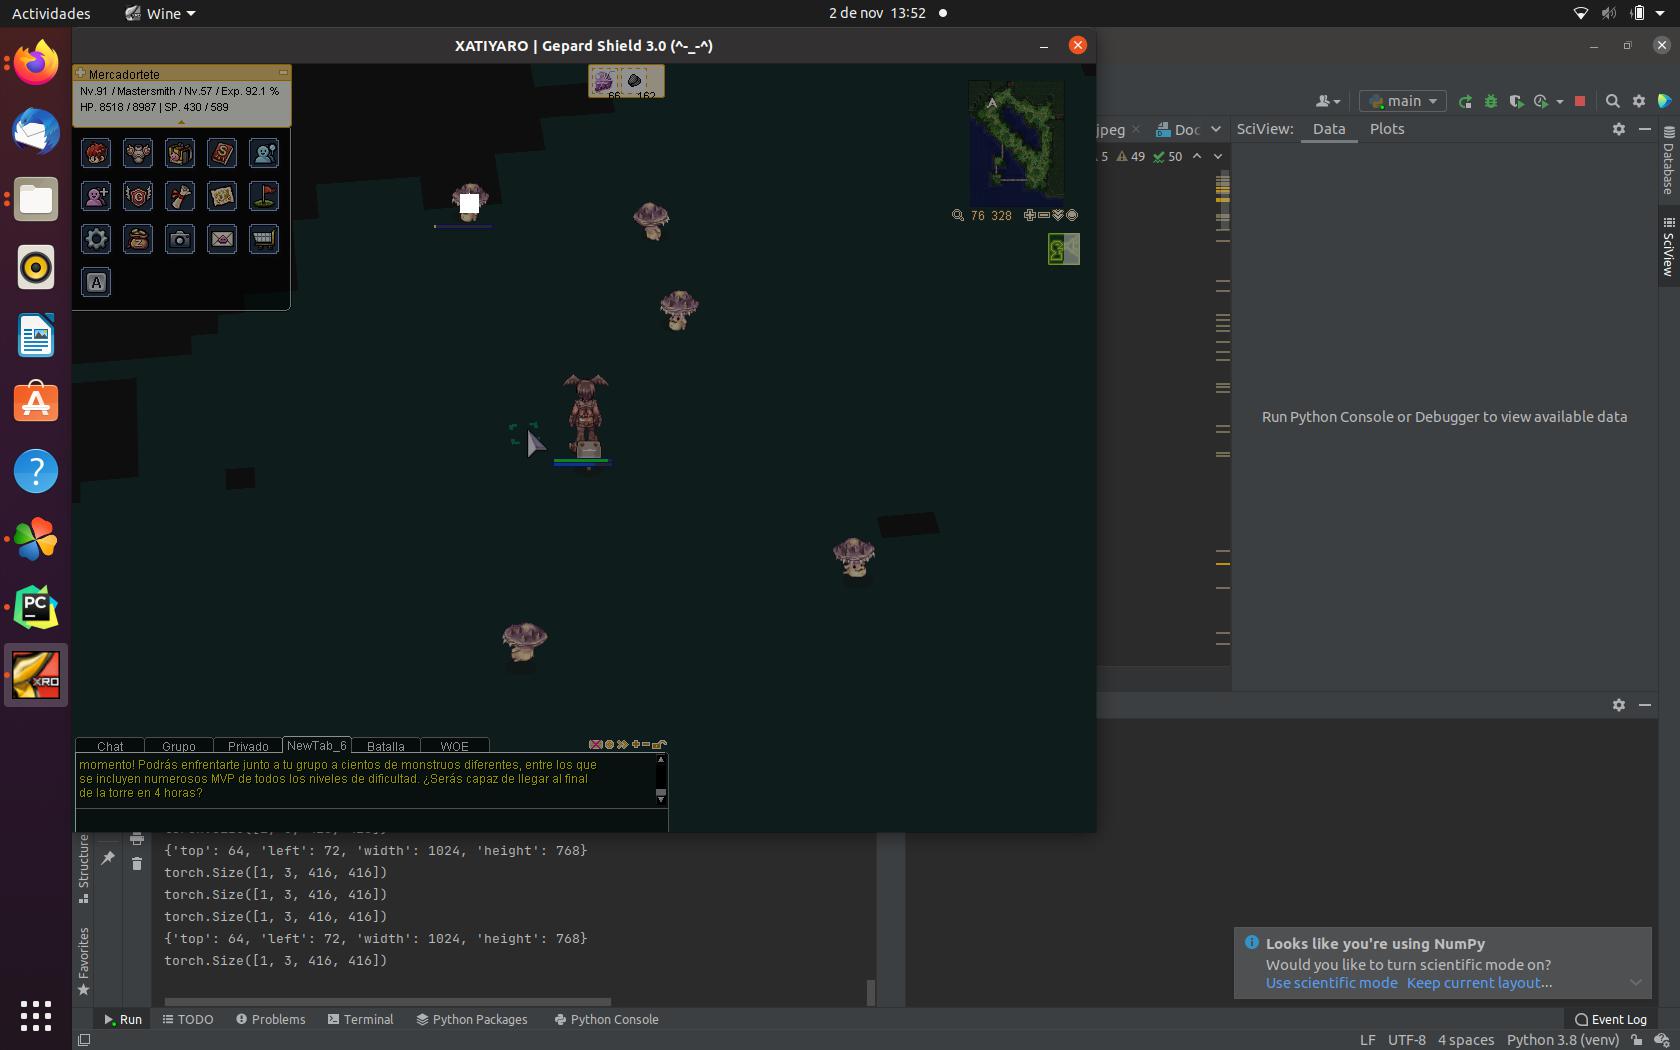 Actividades
Wine
2 de nov 13:52
XATIYARO | Gepard Shield 3.0 (^-_-^)
Mercadortete
Nv.91 / Mastersmith / Nv.57 / Exp. 92.1 %
HP. 8518 / 8987 | SP. 430 / 589
66 162
76 328
main
jpeg
Doc
SciView:
Data
Plots
5 49 50
Database
SciView
Run Python Console or Debugger to view available data
Chat
Grupo
Privado
NewTab_6
Batalla
WOE
momento! Podrás enfrentarte junto a tu grupo a cientos de monstruos diferentes, entre los que
se incluyen numerosos MVP de todos los niveles de dificultad. ¿Serás capaz de llegar al final
de la torre en 4 horas?
{'top': 64, 'left': 72, 'width': 1024, 'height': 768}
torch.Size([1, 3, 416, 416])
torch.Size([1, 3, 416, 416])
torch.Size([1, 3, 416, 416])
{'top': 64, 'left': 72, 'width': 1024, 'height': 768}
torch.Size([1, 3, 416, 416])
Structure
Favorites
Looks like you're using NumPy
Would you like to turn scientific mode on?
Use scientific mode Keep current layout...
Run
TODO
Problems
Terminal
Python Packages
Python Console
Event Log
LF UTF-8 4 spaces Python 3.8 (venv)
PC
XRO
A